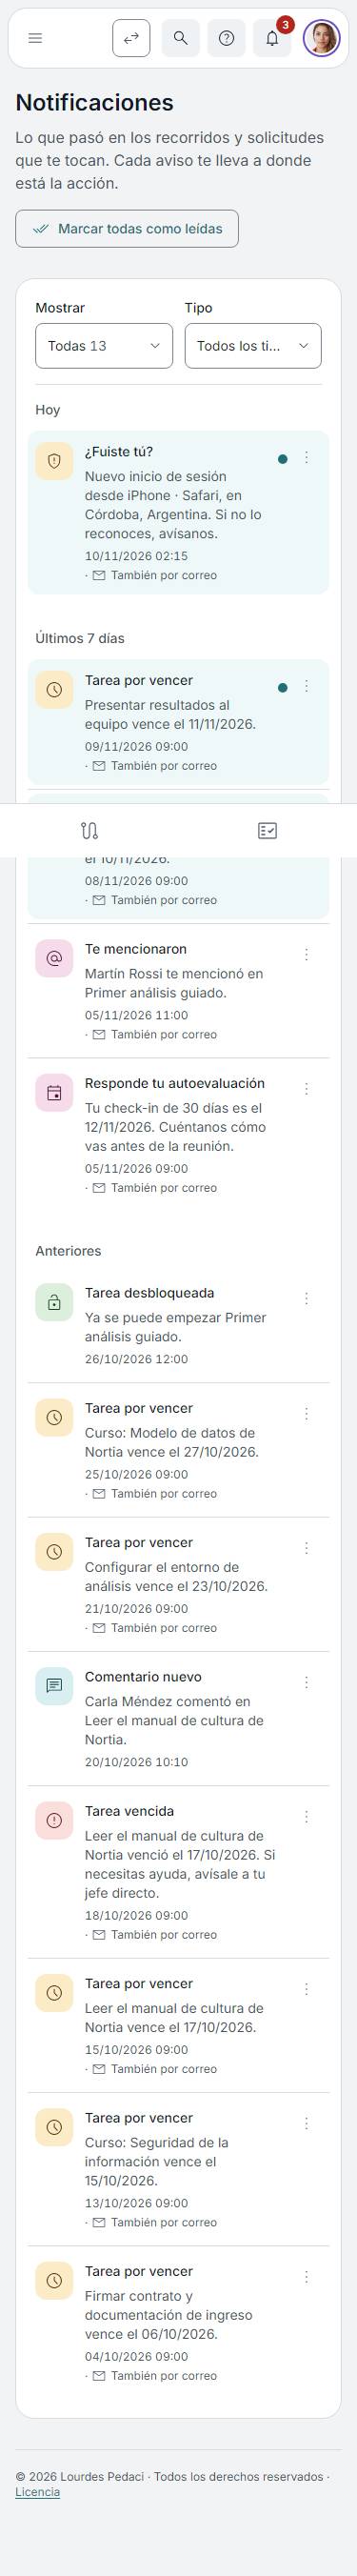 3
Notificaciones
Lo que pasó en los recorridos y solicitudes
que te tocan. Cada aviso te lleva a donde
está la acción.
Marcar todas como leídas
Mostrar
Tipo
Todas 13
Todos los ti...
Hoy
¿Fuiste tú?
Nuevo inicio de sesión
desde iPhone · Safari, en
Córdoba, Argentina. Si no lo
reconoces, avísanos.
10/11/2026 02:15
· También por correo
Últimos 7 días
Tarea por vencer
Presentar resultados al
equipo vence el 11/11/2026.
09/11/2026 09:00
· También por correo
el 10/11/2026.
08/11/2026 09:00
· También por correo
Te mencionaron
Martín Rossi te mencionó en
Primer análisis guiado.
05/11/2026 11:00
· También por correo
Responde tu autoevaluación
Tu check-in de 30 días es el
12/11/2026. Cuéntanos cómo
vas antes de la reunión.
05/11/2026 09:00
· También por correo
Anteriores
Tarea desbloqueada
Ya se puede empezar Primer
análisis guiado.
26/10/2026 12:00
Tarea por vencer
Curso: Modelo de datos de
Nortia vence el 27/10/2026.
25/10/2026 09:00
· También por correo
Tarea por vencer
Configurar el entorno de
análisis vence el 23/10/2026.
21/10/2026 09:00
· También por correo
Comentario nuevo
Carla Méndez comentó en
Leer el manual de cultura de
Nortia.
20/10/2026 10:10
Tarea vencida
Leer el manual de cultura de
Nortia venció el 17/10/2026. Si
necesitas ayuda, avísale a tu
jefe directo.
18/10/2026 09:00
· También por correo
Tarea por vencer
Leer el manual de cultura de
Nortia vence el 17/10/2026.
15/10/2026 09:00
· También por correo
Tarea por vencer
Curso: Seguridad de la
información vence el
15/10/2026.
13/10/2026 09:00
· También por correo
Tarea por vencer
Firmar contrato y
documentación de ingreso
vence el 06/10/2026.
04/10/2026 09:00
· También por correo
© 2026 Lourdes Pedaci · Todos los derechos reservados ·
Licencia